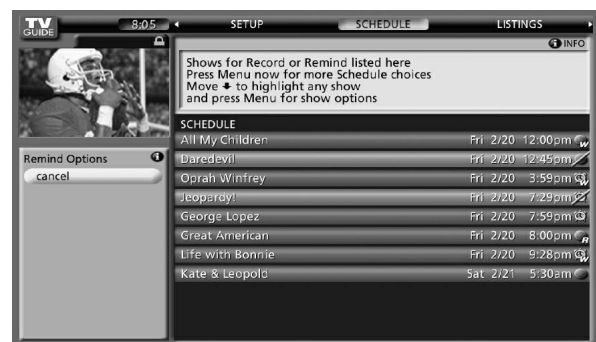 TV
GUIDE
8:05
SETUP
SCHEDULE
LISTINGS
INFO
Shows for Record or Remind listed here
Press Menu now for more Schedule choices
Move to highlight any show
and press Menu for show options
SCHEDULE
All My Children Fri 2/20 12:00pm W
Daredevil Fri 2/20 12:45pm
Oprah Winfrey Fri 2/20 3:59pm W
Jeopardy! Fri 2/20 7:29pm
George Lopez Fri 2/20 7:59pm
Great American Fri 2/20 8:00pm R
Life with Bonnie Fri 2/20 9:28pm W
Kate & Leopold Sat 2/21 5:30am
Remind Options
cancel